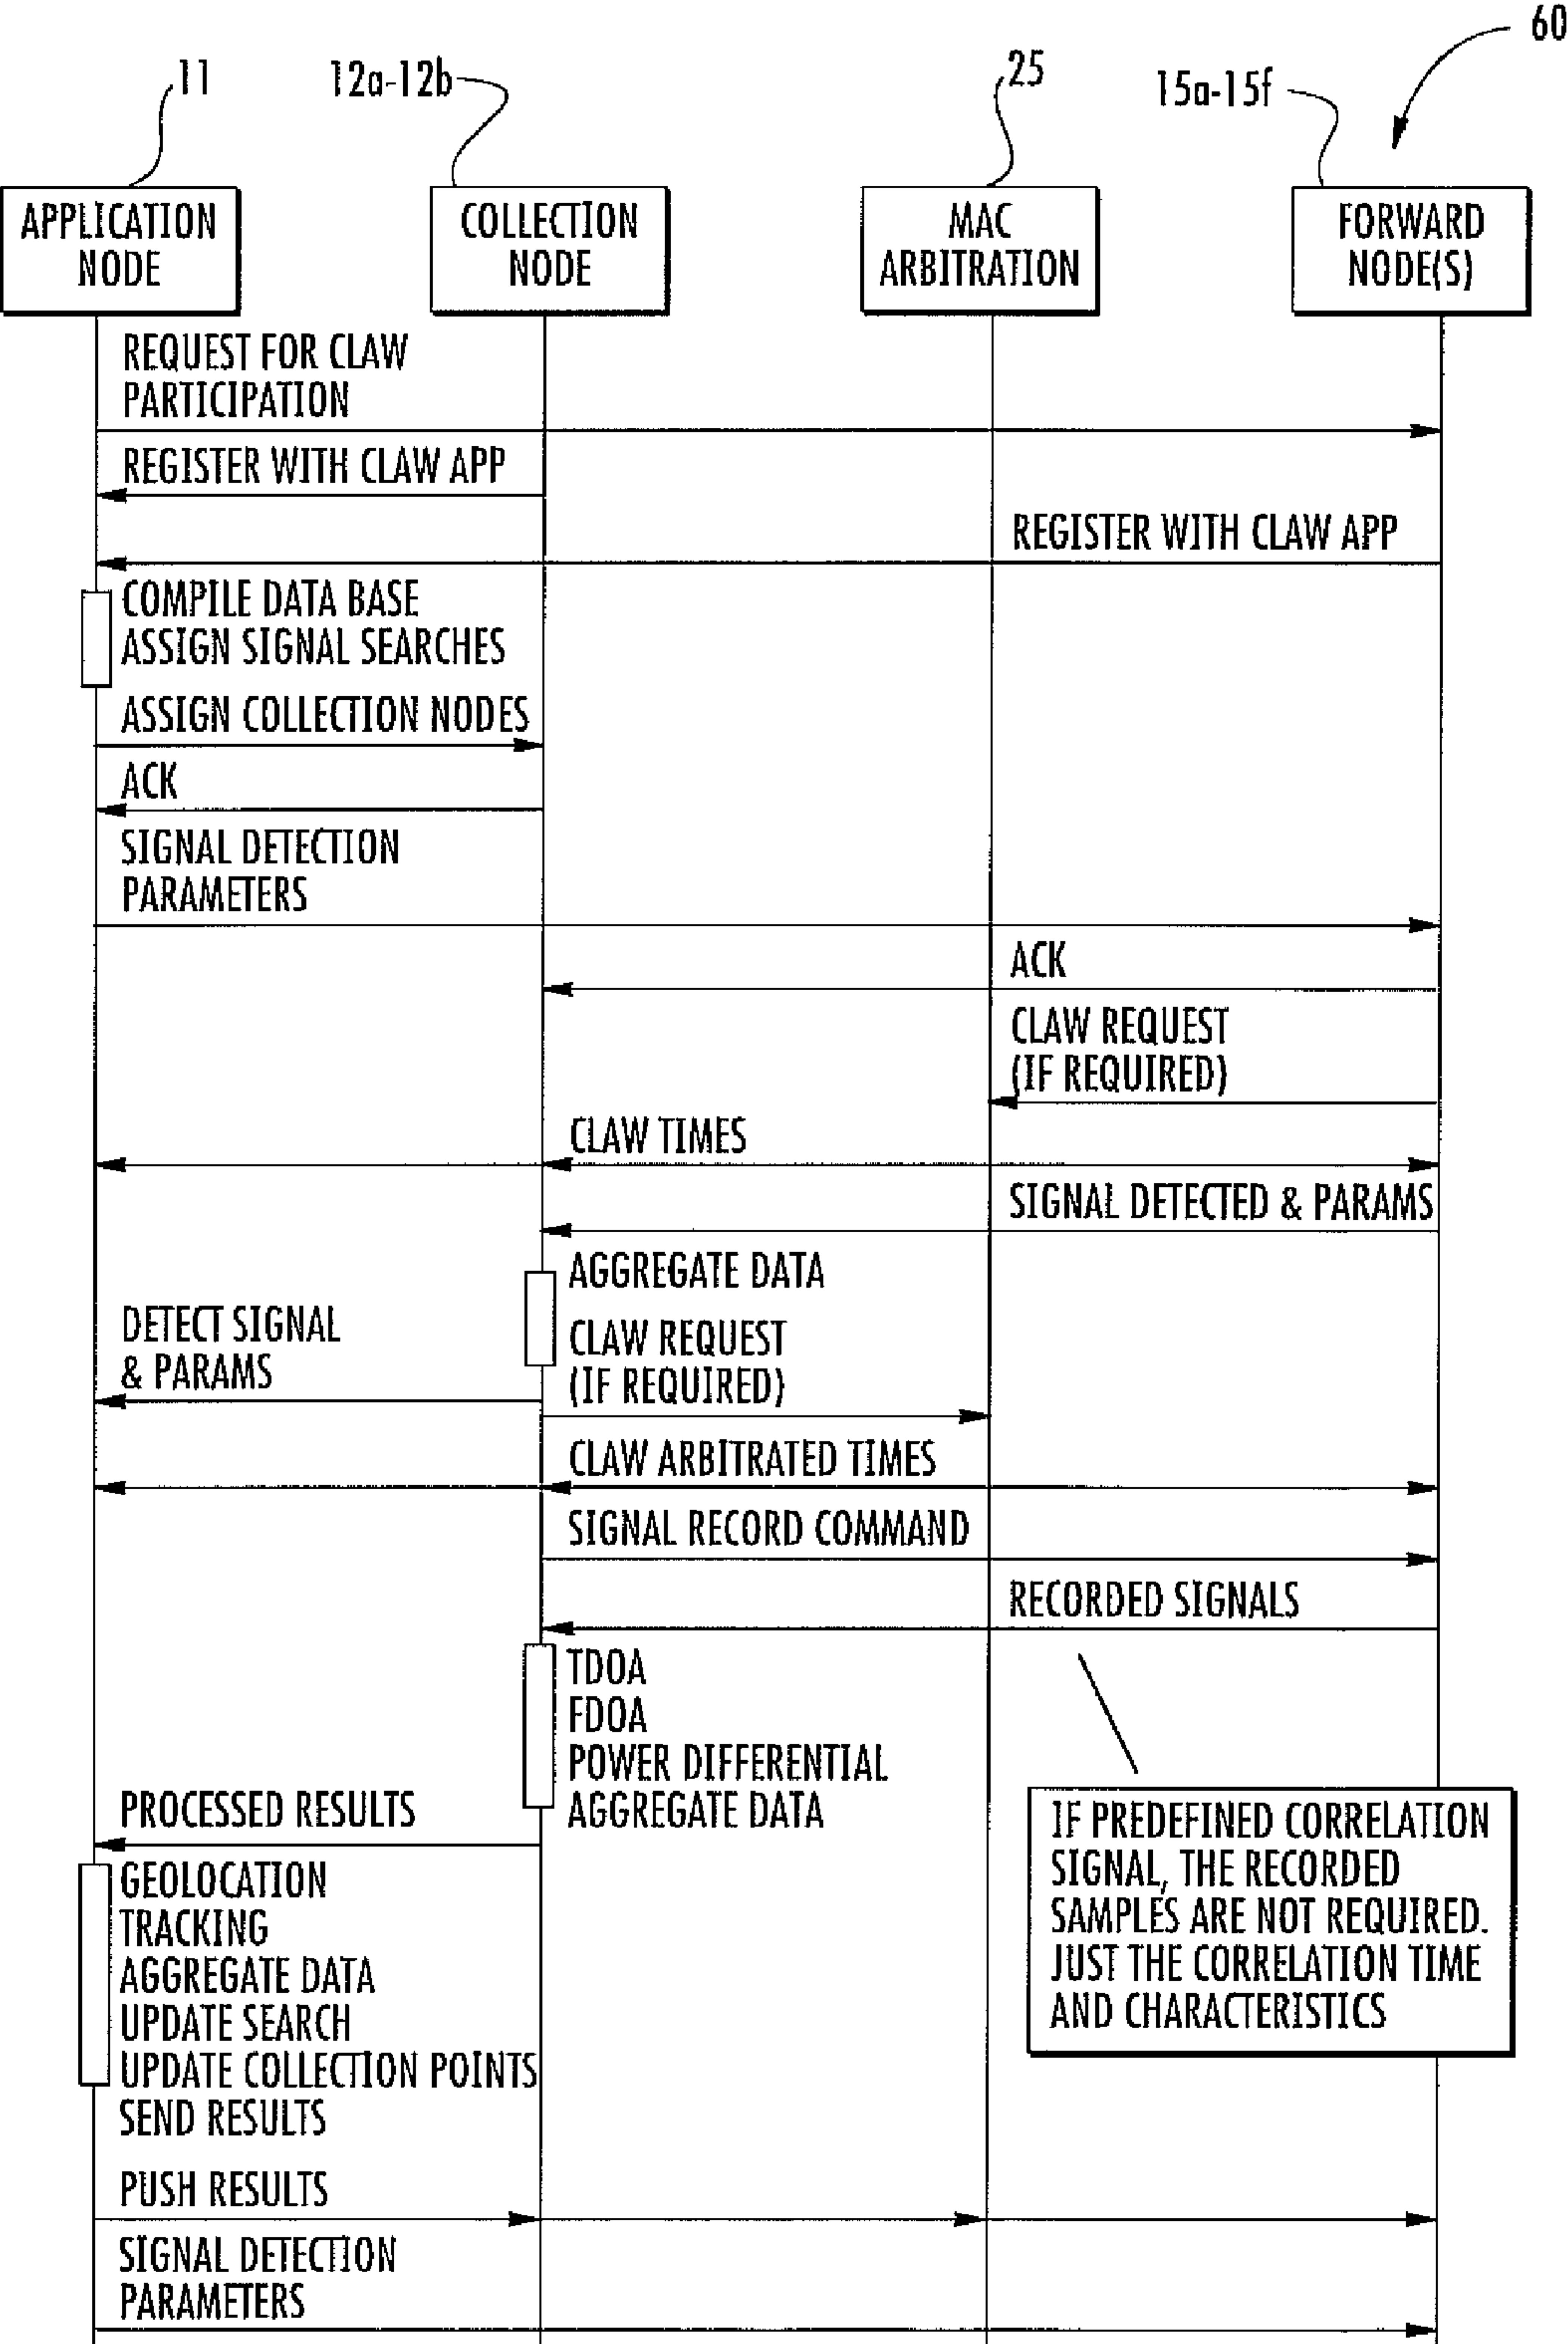 60
11
12a-12b
25
15a-15f
APPLICATION
NODE
COLLECTION
NODE
MAC
ARBITRATION
FORWARD
NODE(S)
REQUEST FOR CLAW
PARTICIPATION
REGISTER WITH CLAW APP
REGISTER WITH CLAW APP
COMPILE DATA BASE
ASSIGN SIGNAL SEARCHES
ASSIGN COLLECTION NODES
ACK
SIGNAL DETECTION
PARAMETERS
ACK
CLAW REQUEST
(IF REQUIRED)
CLAW TIMES
SIGNAL DETECTED & PARAMS
AGGREGATE DATA
DETECT SIGNAL
& PARAMS
CLAW REQUEST
(IF REQUIRED)
CLAW ARBITRATED TIMES
SIGNAL RECORD COMMAND
RECORDED SIGNALS
TDOA
FDOA
POWER DIFFERENTIAL
AGGREGATE DATA
PROCESSED RESULTS
IF PREDEFINED CORRELATION
SIGNAL, THE RECORDED
SAMPLES ARE NOT REQUIRED.
JUST THE CORRELATION TIME
AND CHARACTERISTICS
GEOLOCATION
TRACKING
AGGREGATE DATA
UPDATE SEARCH
UPDATE COLLECTION POINTS
SEND RESULTS
PUSH RESULTS
SIGNAL DETECTION
PARAMETERS